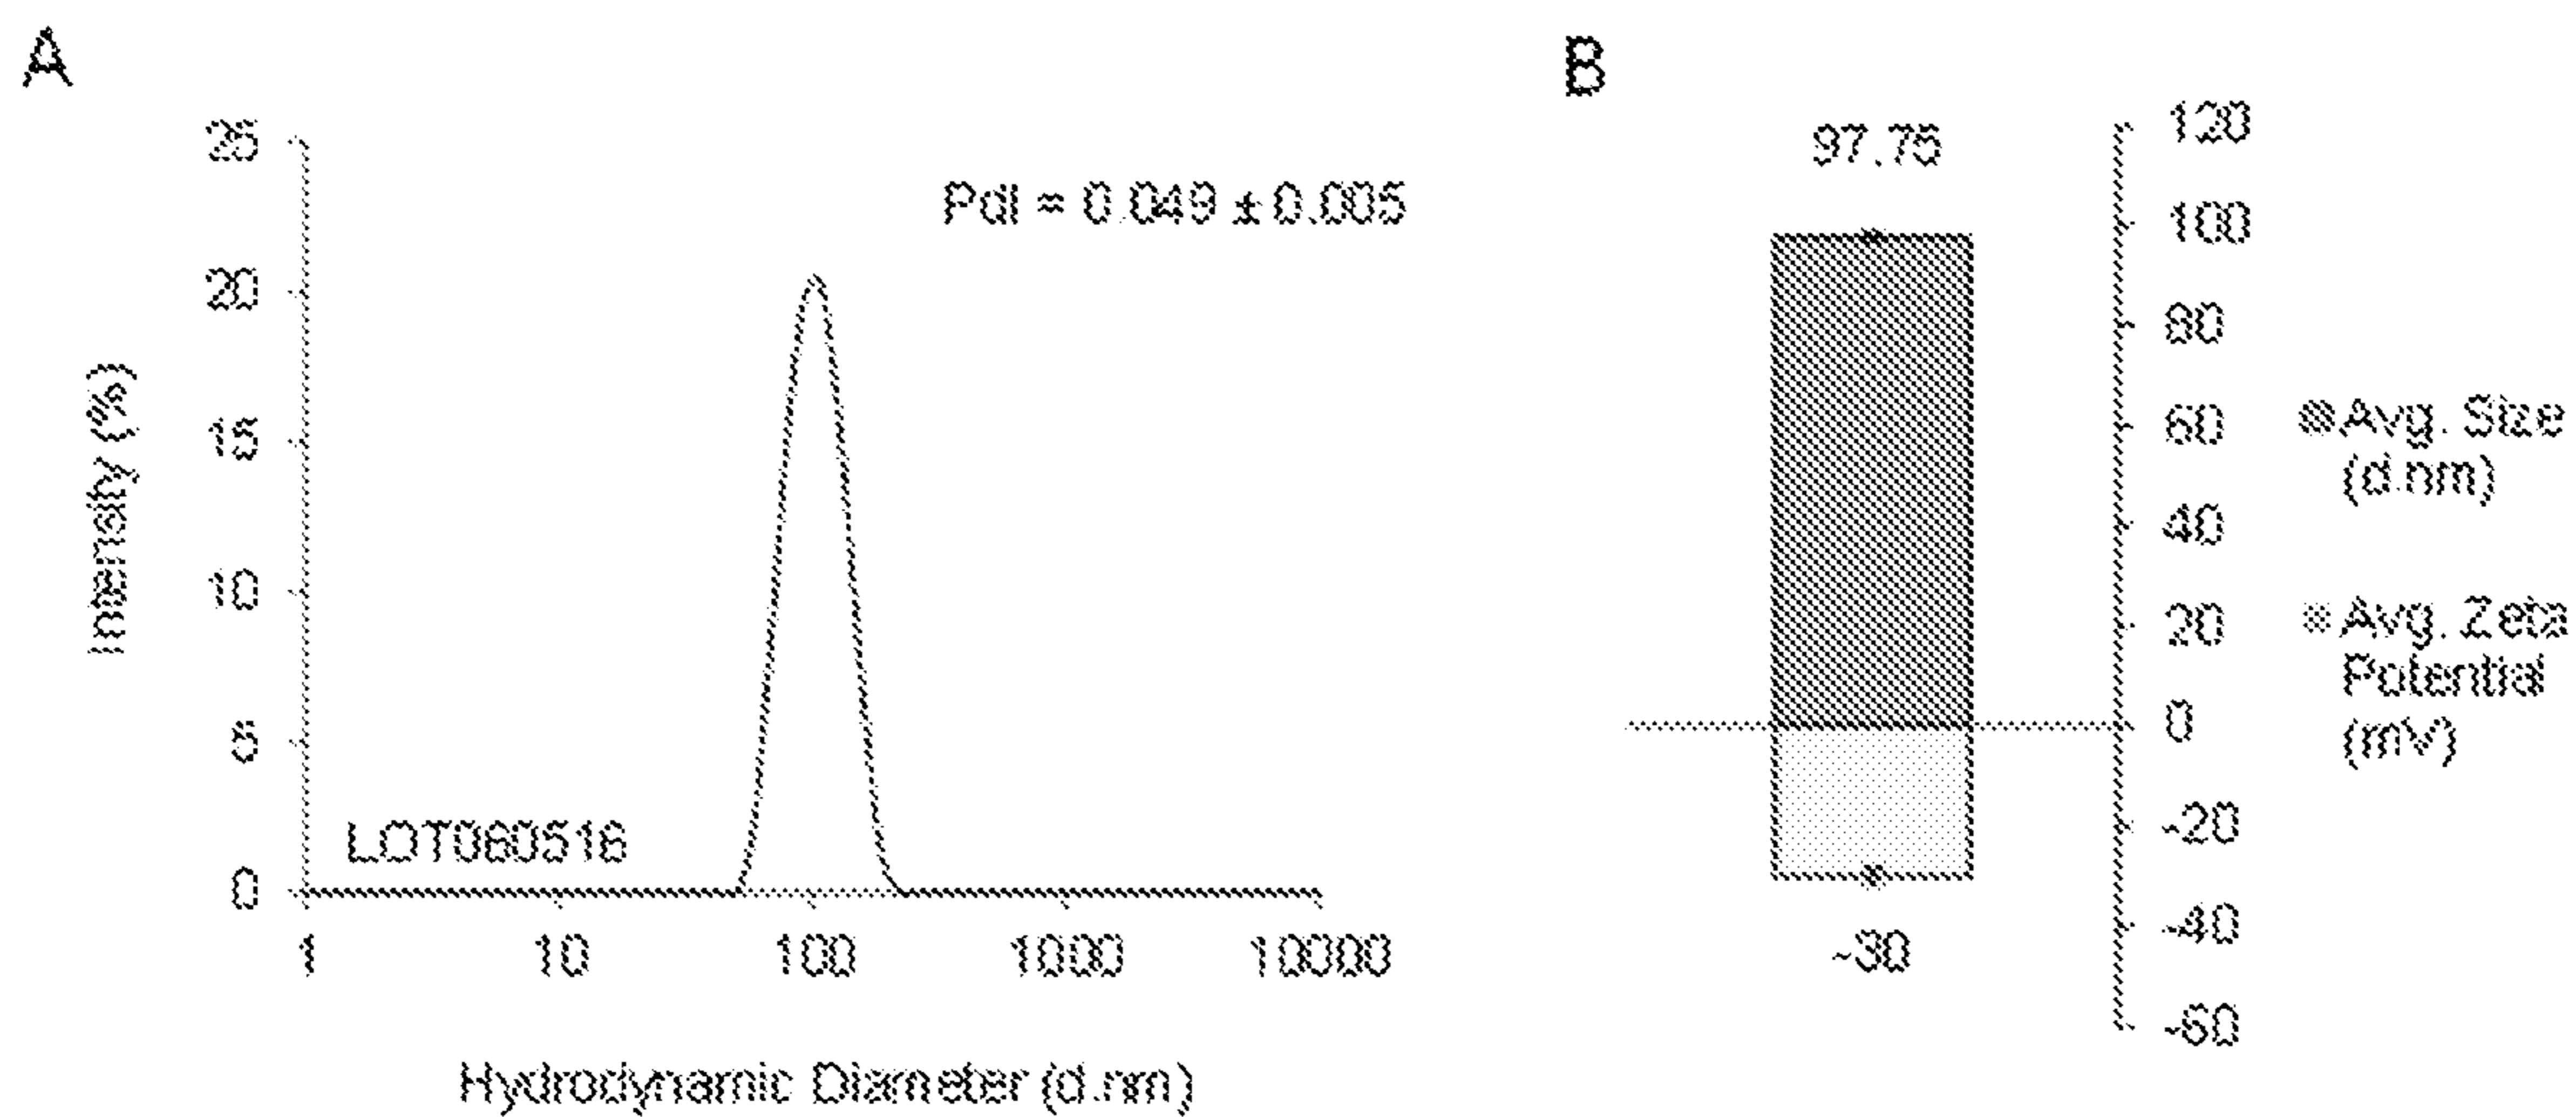 A
25
20
15
10
5
0
Intensity (%)
PdI = 0.049 ± 0.005
LOT060516
1 10 100 1000 10000
Hydrodynamic Diameter (d.nm)
B
97.75
-30
120
100
80
60
40
20
0
-20
-40
-60
Avg. Size
(d.nm)
Avg. Zeta
Potential
(mV)